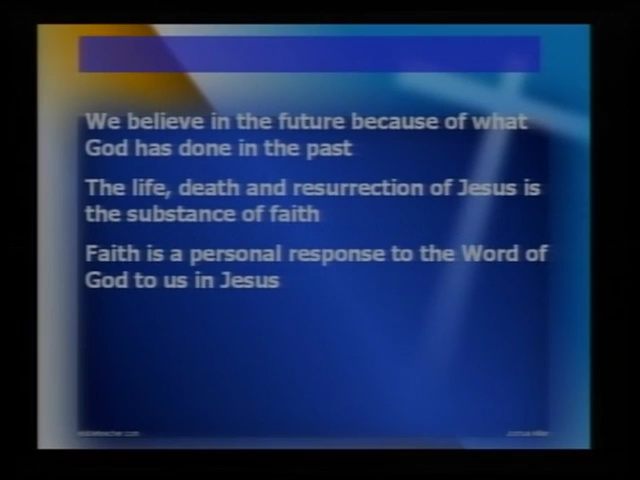 We believe in the future because of what
God has done in the past
The life, death and resurrection of Jesus is
the substance of faith
Faith is a personal response to the Word of
God to us in Jesus